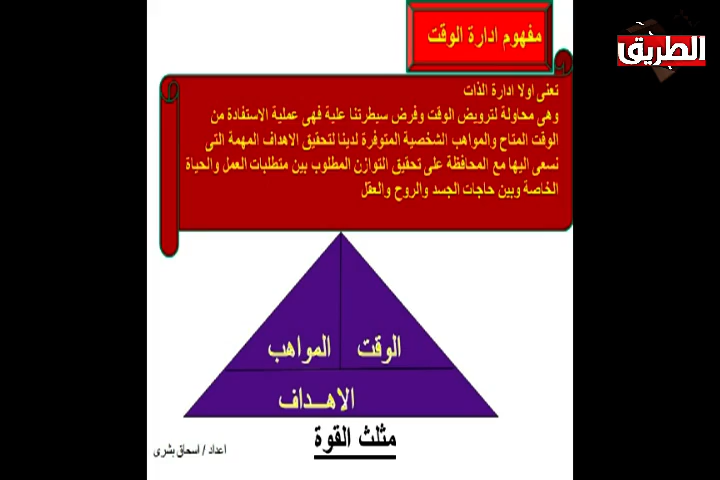 الطريق
مفهوم ادارة الوقت
تعنى اولا ادارة الذات
وهى محاولة لترويض الوقت وفرض سيطرتنا علية فهى عملية الاستفادة من
الوقت المتاح والمواهب الشخصية المتوفرة لدينا لتحقيق الاهداف المهمة التى
نسعى اليها مع المحافظة على تحقيق التوازن المطلوب بين متطلبات العمل والحياة
الخاصة وبين حاجات الجسد والروح والعقل
الوقت
المواهب
الاهـداف
مثلث القوة
اعداد / اسحاق بشرى